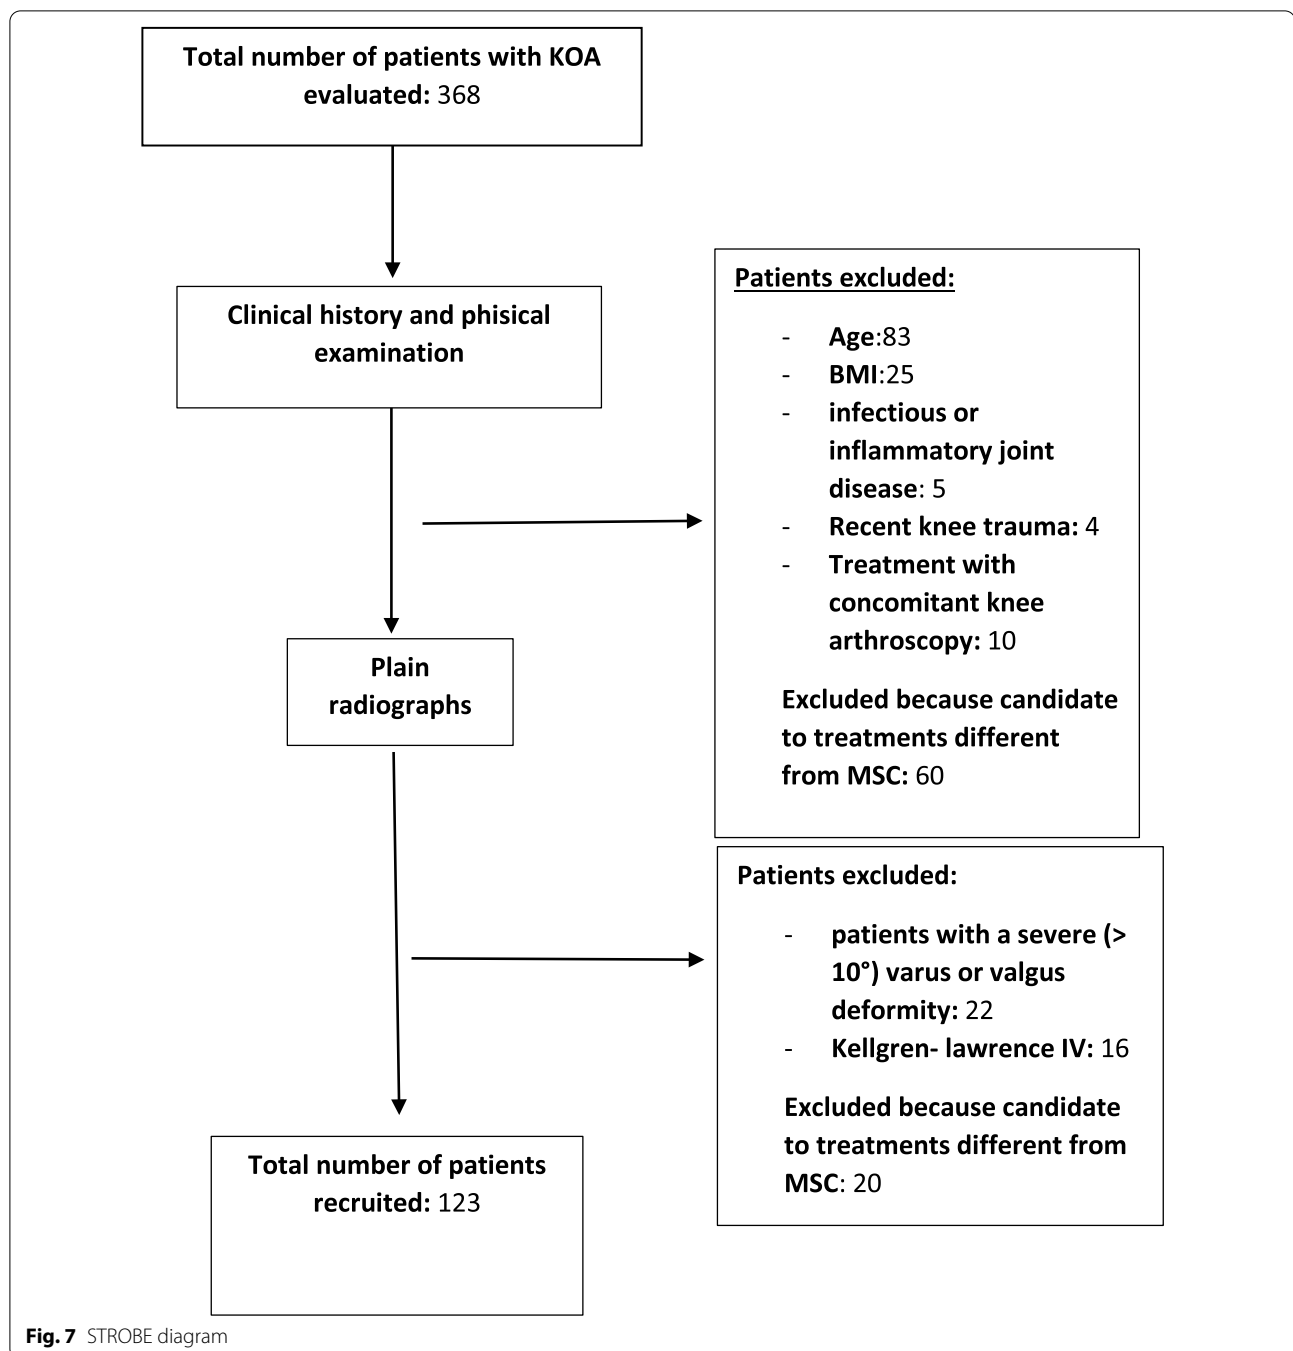 Total number of patients with KOA
evaluated: 368
Clinical history and phisical
examination
Patients excluded:
- Age:83
- BMI:25
- infectious or
inflammatory joint
disease: 5
- Recent knee trauma: 4
- Treatment with
concomitant knee
arthroscopy: 10
Excluded because candidate
to treatments different
from MSC: 60
Plain
radiographs
Patients excluded:
- patients with a severe (>
10°) varus or valgus
deformity: 22
- Kellgren- lawrence IV: 16
Excluded because candidate
to treatments different from
MSC: 20
Total number of patients
recruited: 123
Fig. 7 STROBE diagram